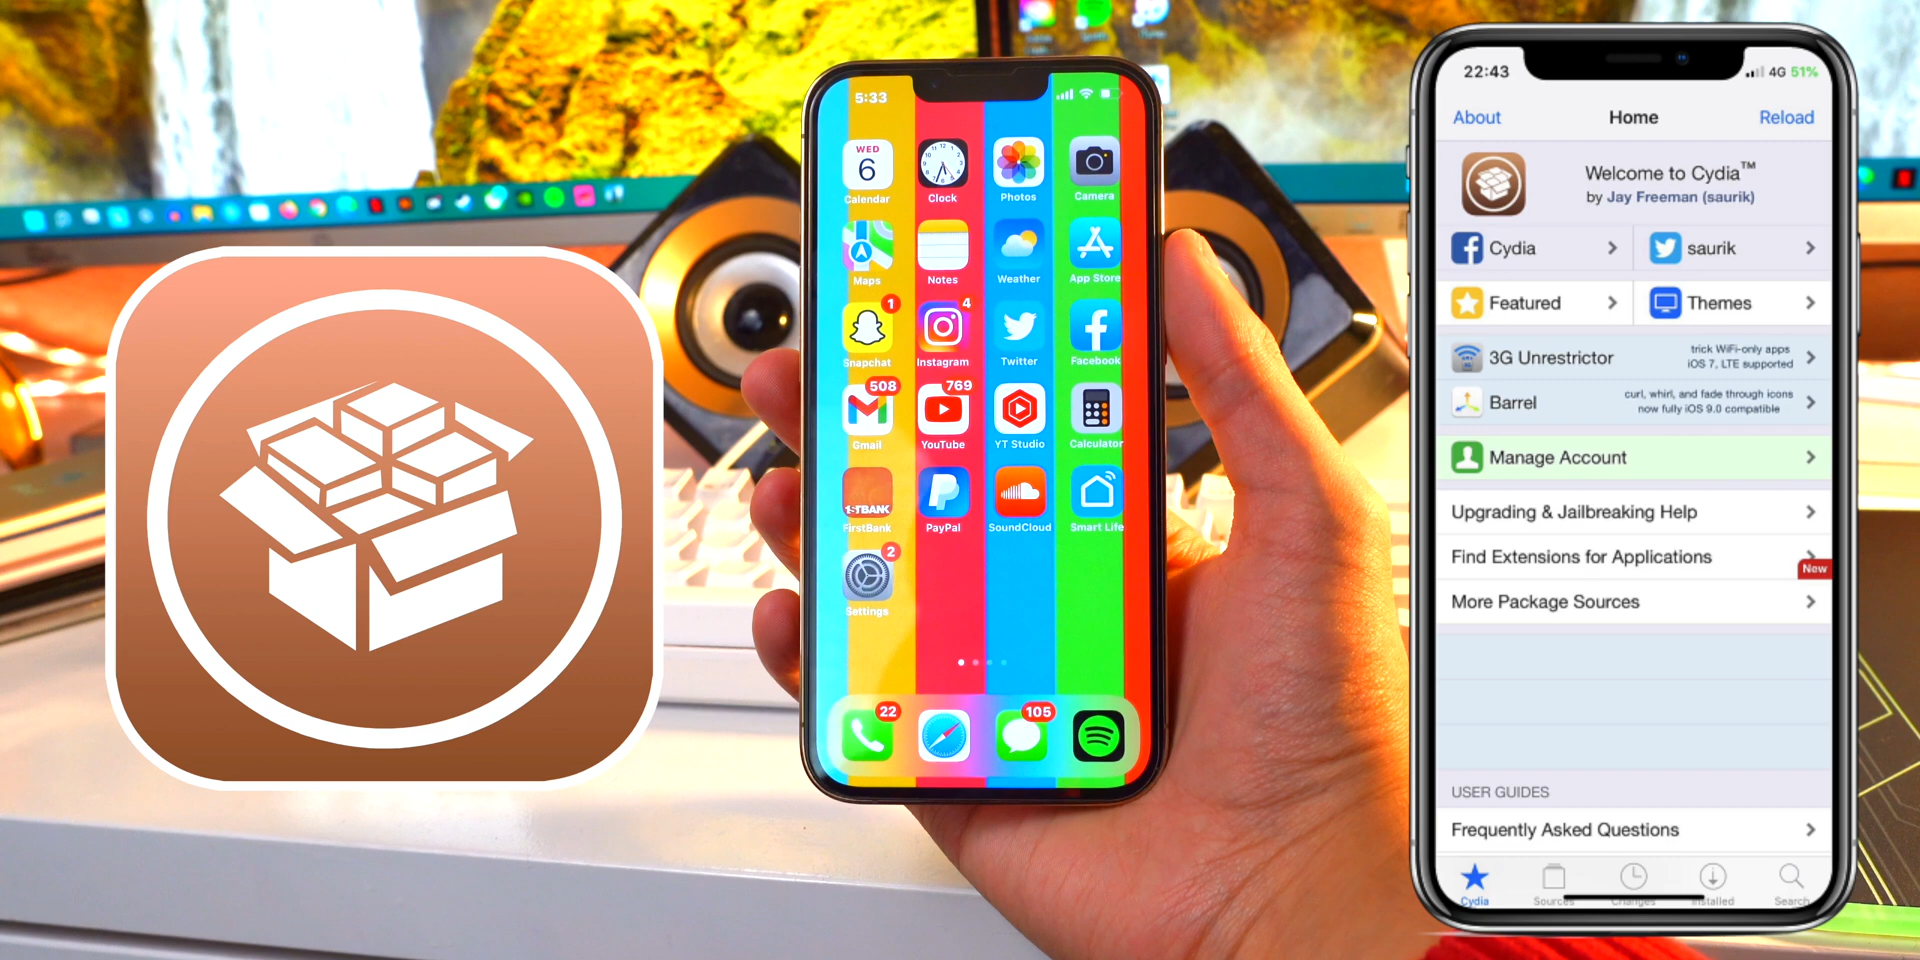 5:33
WED
6
Calendar
Clock
Photos
Camera
Maps
Notes
Weather
App Store
1
4
Snapchat
Instagram
Twitter
Facebook
508
769
Gmail
YouTube
YT Studio
Calculator
1STBANK
FirstBank
PayPal
SoundCloud
Smart Life
2
Settings
22
105
22:43
4G 51%
About
Home
Reload
Welcome to Cydia™
by Jay Freeman (saurik)
Cydia
saurik
Featured
Themes
3G Unrestrictor
trick WiFi-only apps
iOS 7, LTE supported
Barrel
curl, whirl, and fade through icons
now fully iOS 9.0 compatible
Manage Account
Upgrading & Jailbreaking Help
Find Extensions for Applications
New
More Package Sources
USER GUIDES
Frequently Asked Questions
Cydia
Sources
Changes
Installed
Search